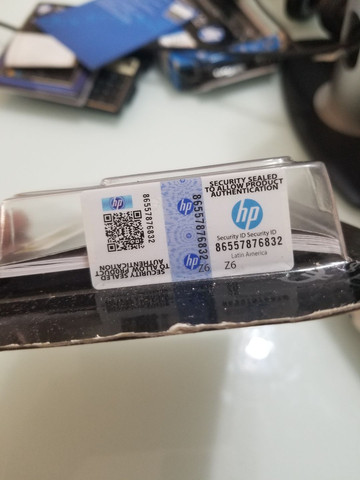 hp
86557876832
SECURITY SEALED
TO ALLOW PRODUCT
AUTHENTICATION
hp
86557876832
hp
Z6
SECURITY SEALED
TO ALLOW PRODUCT
AUTHENTICATION
hp
Security ID Security ID
86557876832
Latin America
Z6